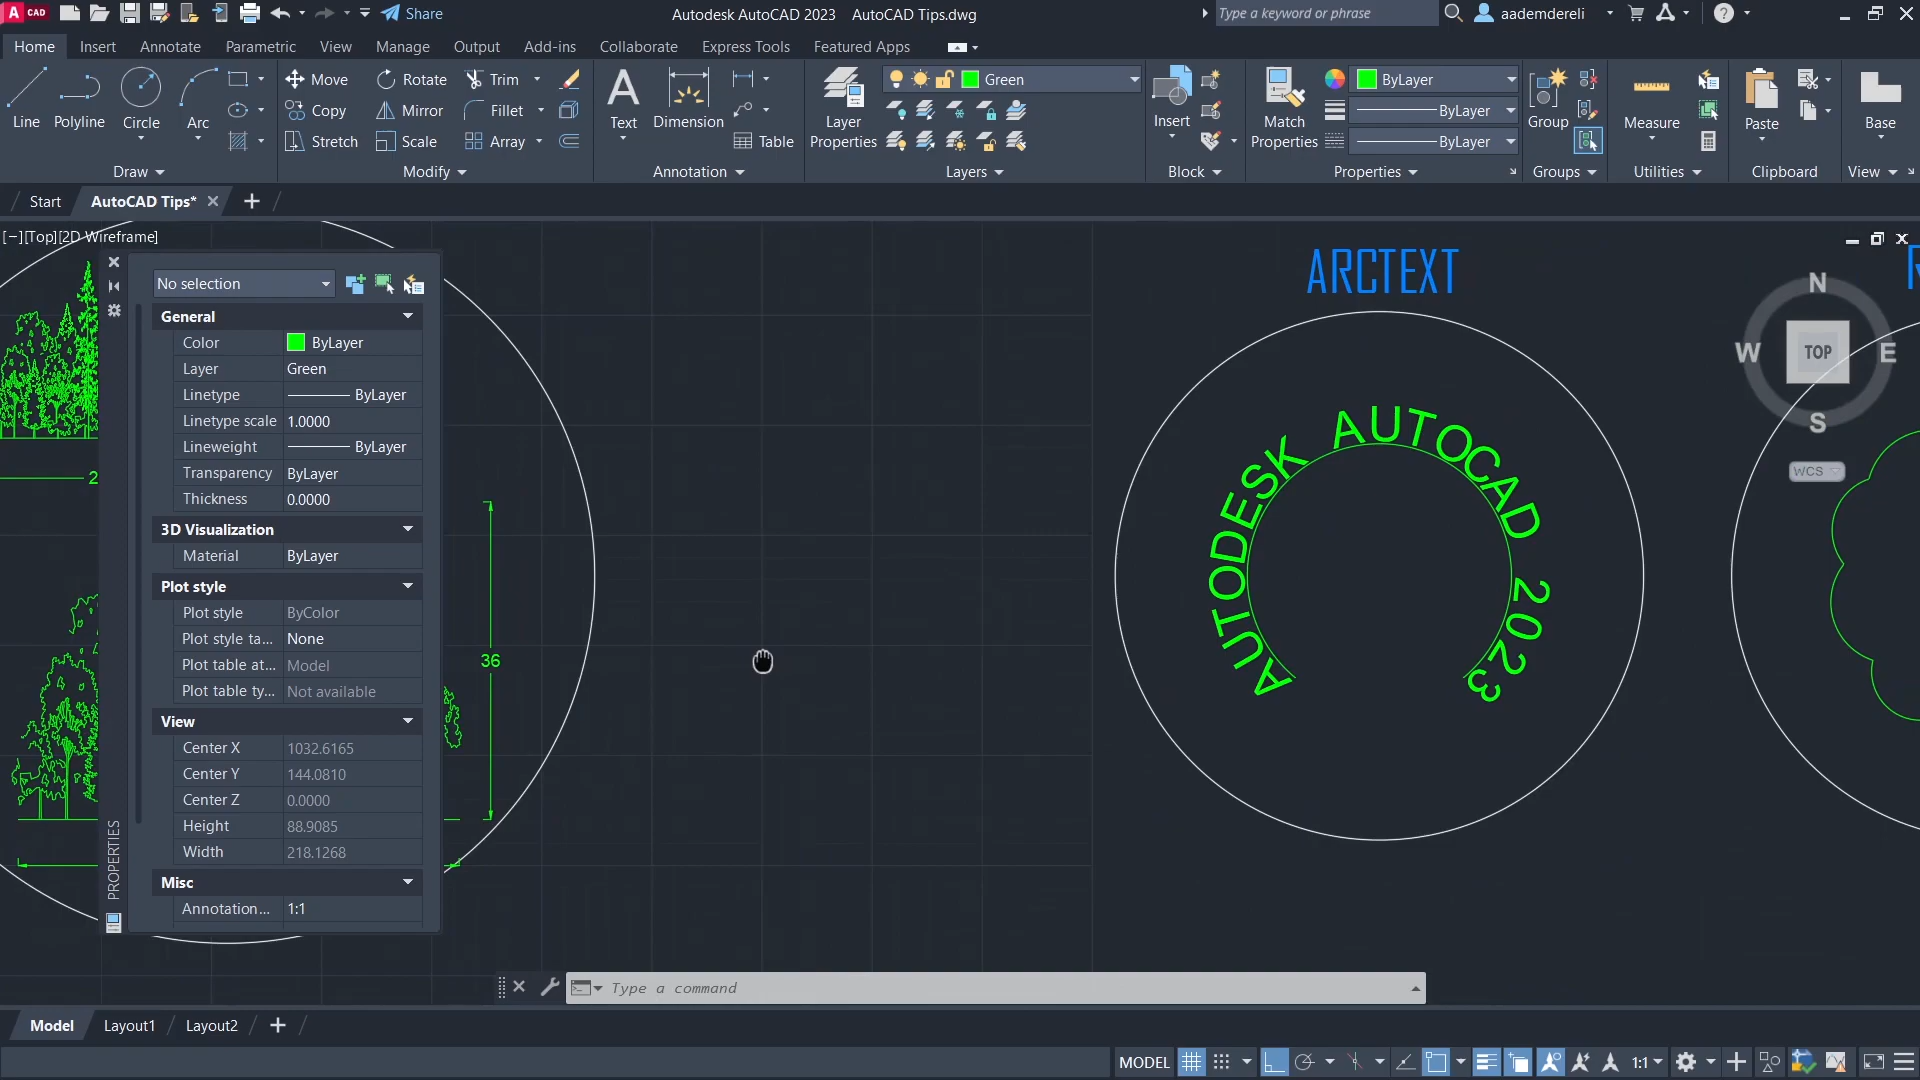 CAD
Share
Autodesk AutoCAD 2023 AutoCAD Tips.dwg
Type a keyword or phrase
aademdereli
Home Insert Annotate Parametric View Manage Output Add-ins Collaborate Express Tools Featured Apps
Line Polyline Circle Arc
Draw
Move Rotate Trim
Copy Mirror Fillet
Stretch Scale Array
Modify
Text Dimension Table
Annotation
Layer Properties
Green
Layers
Insert
Block
Match Properties
ByLayer
ByLayer
ByLayer
Properties
Group
Groups
Measure
Utilities
Paste
Clipboard
Base
View
Start AutoCAD Tips*
[−][Top][2D Wireframe]
No selection
General
Color ByLayer
Layer Green
Linetype ByLayer
Linetype scale 1.0000
Lineweight ByLayer
Transparency ByLayer
Thickness 0.0000
3D Visualization
Material ByLayer
Plot style
Plot style ByColor
Plot style ta... None
Plot table at... Model
Plot table ty... Not available
View
Center X 1032.6165
Center Y 144.0810
Center Z 0.0000
Height 88.9085
Width 218.1268
Misc
Annotation... 1:1
PROPERTIES
2
36
ARCTEXT
AUTODESK AUTOCAD 2023
N
W TOP E
S
WCS
Type a command
Model Layout1 Layout2
MODEL 1:1